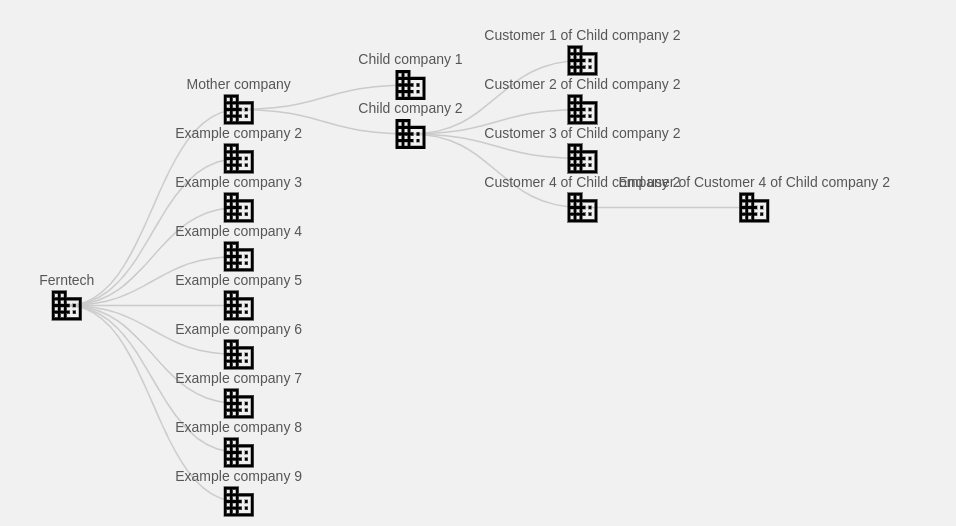 Customer 1 of Child company 2
Child company 1
Mother company
Customer 2 of Child company 2
Child company 2
Example company 2
Customer 3 of Child company 2
Example company 3
Customer 4 of Child company 2
End user of Customer 4 of Child company 2
Example company 4
Ferntech
Example company 5
Example company 6
Example company 7
Example company 8
Example company 9